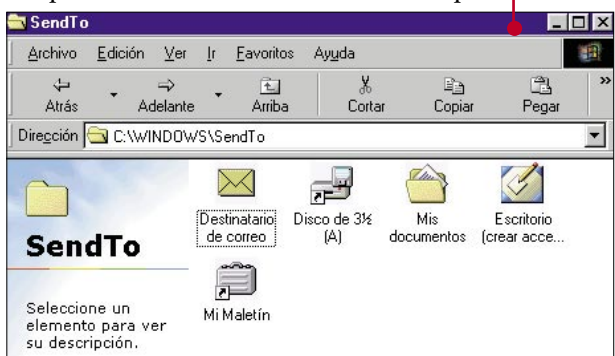 SendTo
Archivo Edición Ver Ir Favoritos Ayuda
Atrás Adelante Arriba Cortar Copiar Pegar »
Dirección C:\WINDOWS\SendTo
SendTo
Seleccione un
elemento para ver
su descripción.
Destinatario
de correo
Disco de 3½
(A)
Mis
documentos
Escritorio
(crear acce...
Mi Maletín